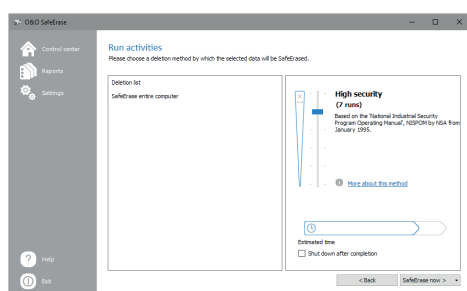 O&O SafeErase
Control center
Reports
Settings
Help
Exit
Run activities
Please choose a deletion method by which the selected data will be SafeErased.
Deletion list
SafeErase entire computer
High security
(7 runs)
Based on the 'National Industrial Security
Program Operating Manual', NISPOM by NSA from
January 1995.
More about this method
Estimated time
Shut down after completion
< Back
SafeErase now >